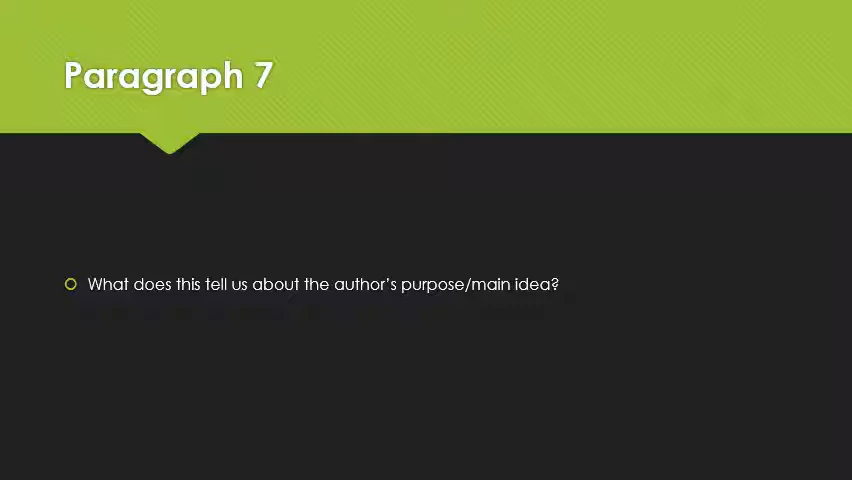 Paragraph 7
What does this tell us about the author's purpose/main idea?